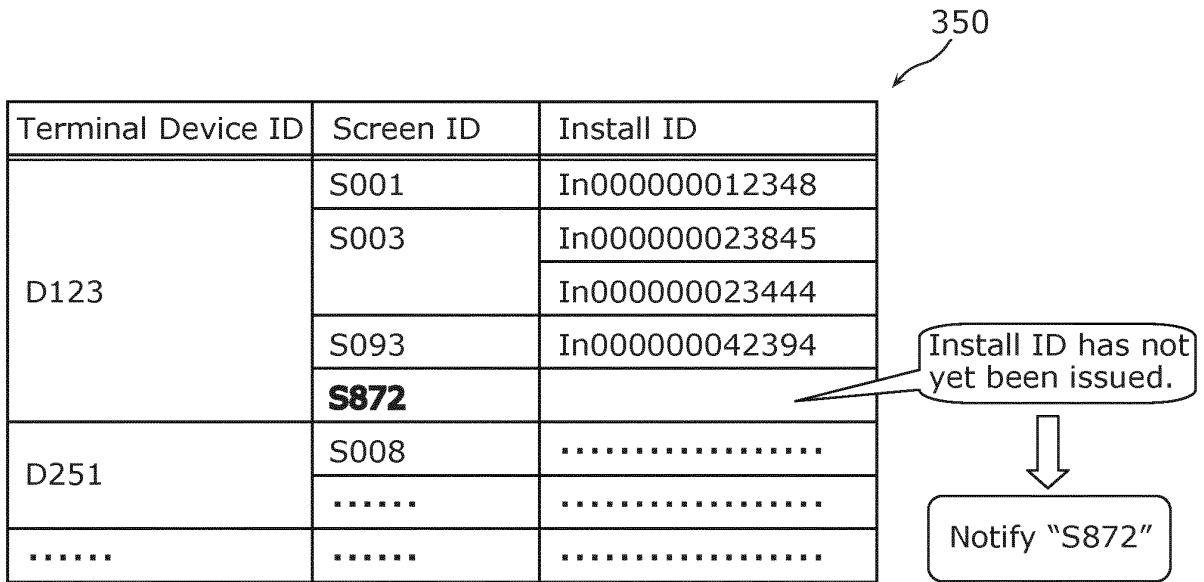 350
Terminal Device ID Screen ID Install ID
S001 In000000012348
S003 In000000023845
D123 In000000023444
S093 In000000042394
Install ID has not
yet been issued.
S872
D251 S008 ..................
...... ..................
...... ...... ..................
Notify “S872”